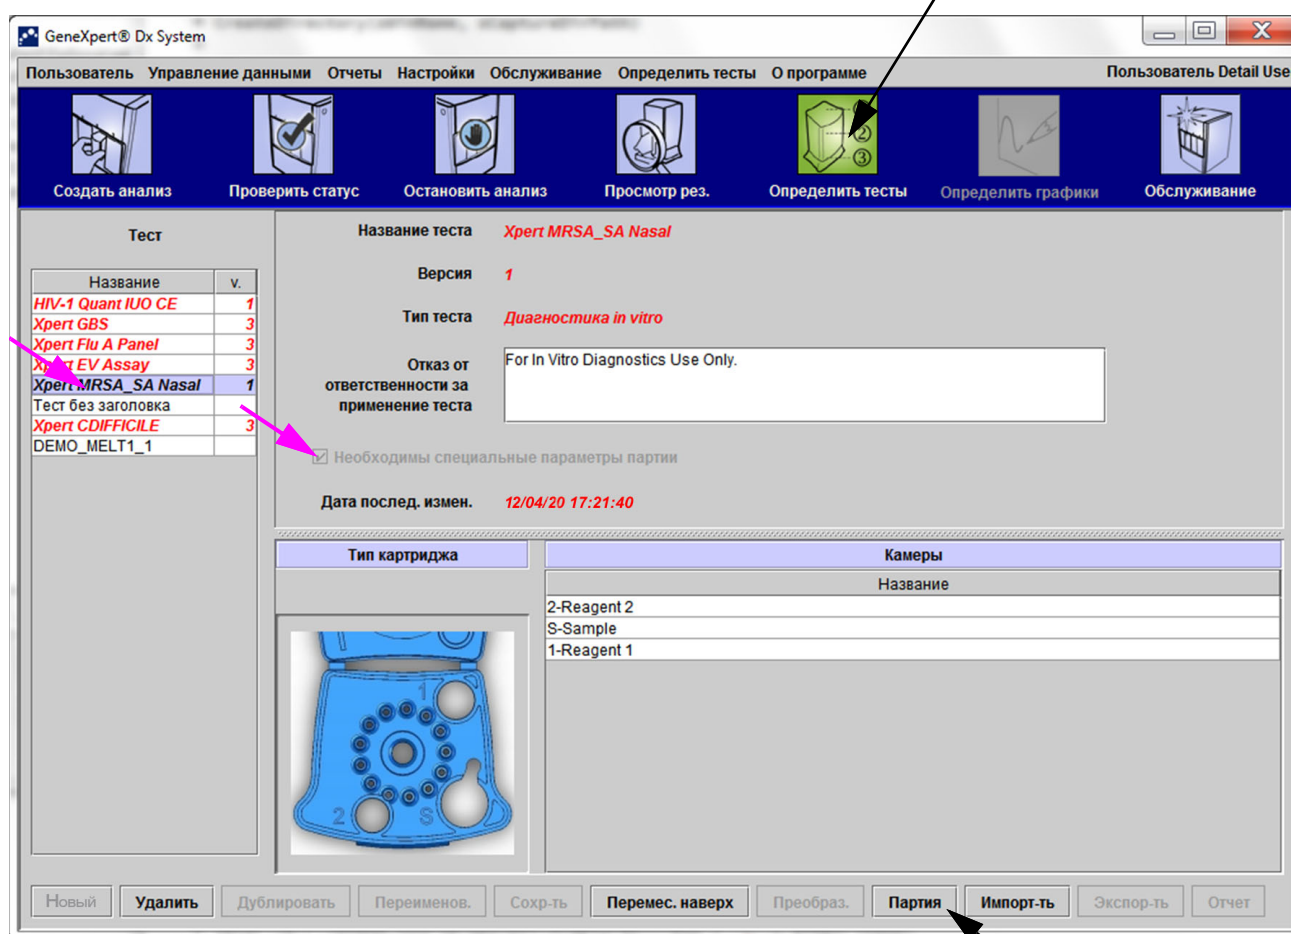 GeneXpert® Dx System
Пользователь Управление данными Отчеты Настройки Обслуживание Определить тесты О программе Пользователь Detail Use
Создать анализ Проверить статус Остановить анализ Просмотр рез. Определить тесты Определить графики Обслуживание
Тест
Название v.
HIV-1 Quant IUO CE 1
Xpert GBS 3
Xpert Flu A Panel 3
Xpert EV Assay 3
Xpert MRSA_SA Nasal 1
Тест без заголовка
Xpert CDIFFICILE 3
DEMO_MELT1_1
Название теста Xpert MRSA_SA Nasal
Версия 1
Тип теста Диагностика in vitro
Отказ от
ответственности за
применение теста
For In Vitro Diagnostics Use Only.
Необходимы специальные параметры партии
Дата послед. измен. 12/04/20 17:21:40
Тип картриджа
1
2 S
Камеры
Название
2-Reagent 2
S-Sample
1-Reagent 1
Новый Удалить Дублировать Переименов. Сохр-ть Перемес. наверх Преобраз. Партия Импорт-ть Экспор-ть Отчет